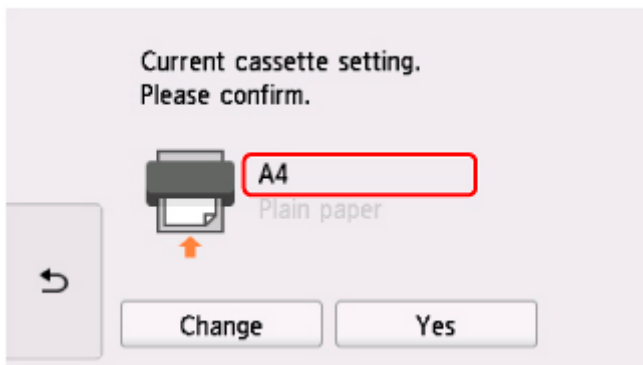 Current cassette setting.
Please confirm.
A4
Plain paper
Change
Yes